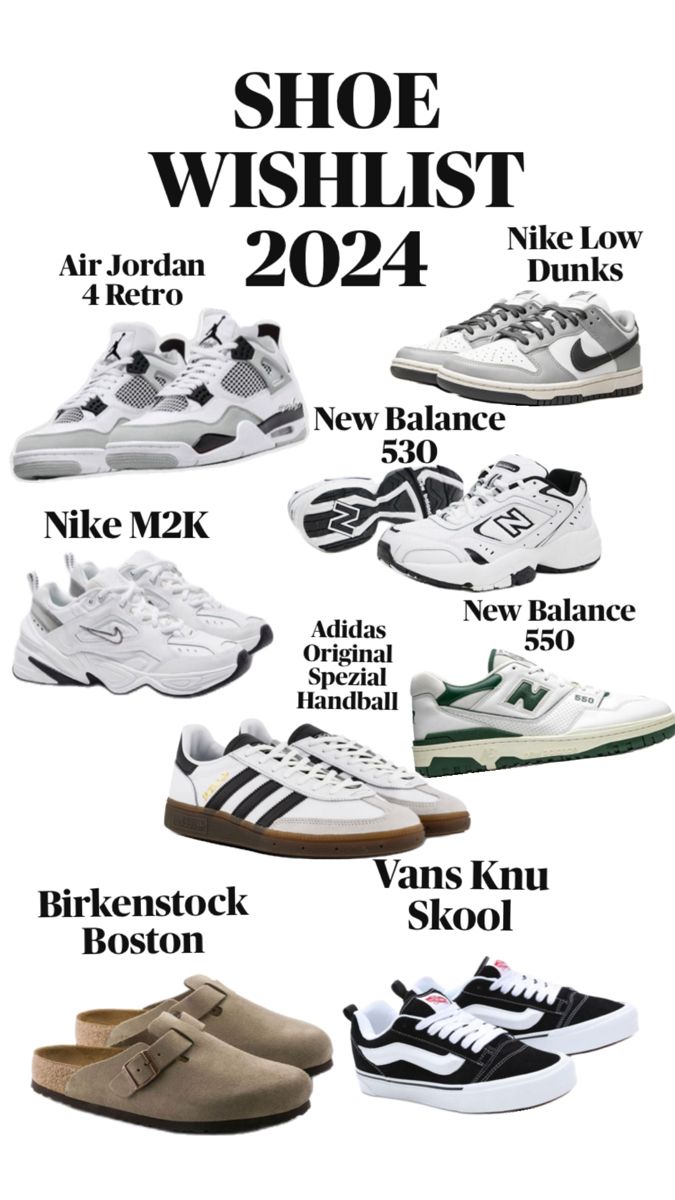 SHOE
WISHLIST
2024
Air Jordan
4 Retro
Nike Low
Dunks
New Balance
530
Nike M2K
New Balance
550
Adidas
Original
Spezial
Handball
N
N
N
550
Birkenstock
Boston
Vans Knu
Skool